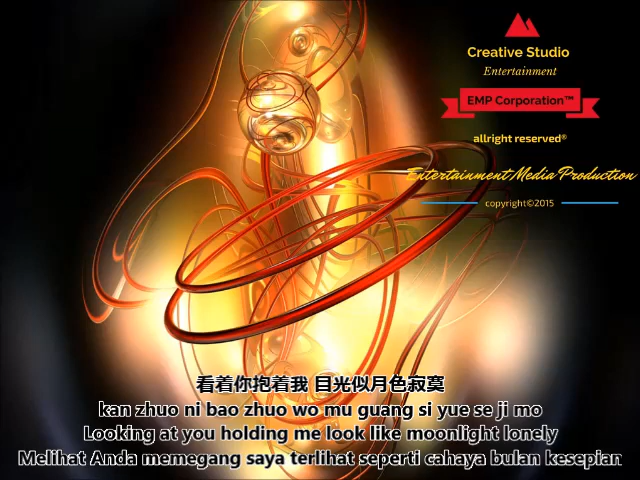 Creative Studio
Entertainment
EMP Corporation™
allright reserved®
Entertainment Media Production
copyright©2015
看着你抱着我 目光似月色寂寞
kan zhuo ni bao zhuo wo mu guang si yue se ji mo
Looking at you holding me look like moonlight lonely
Melihat Anda memegang saya terlihat seperti cahaya bulan kesepian